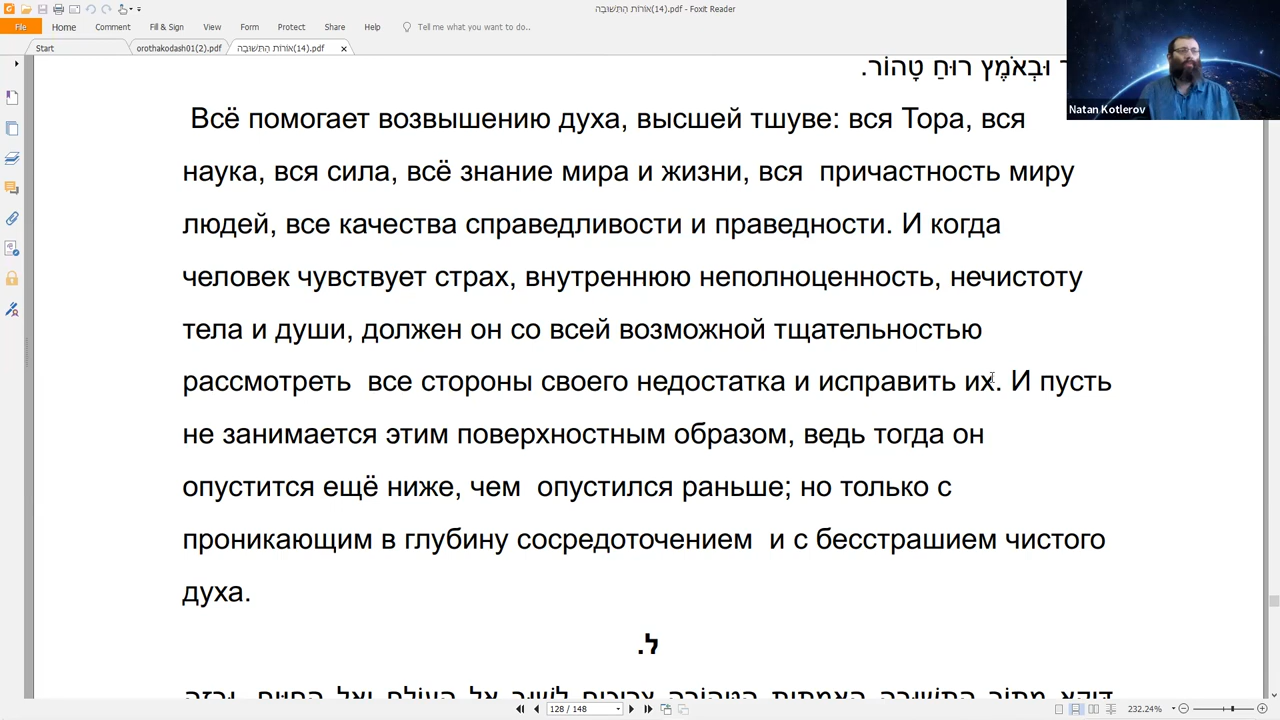 אוֹרוֹת הַתְּשׁוּבָה(14).pdf - Foxit Reader
File Home Comment Fill & Sign View Form Protect Share Help Tell me what you want to do..
Start orothakodash01(2).pdf אוֹרוֹת הַתְּשׁוּבָה(14).pdf
וּבְאֹמֶץ רוּחַ טָהוֹר.
Natan Kotlerov
Всё помогает возвышению духа, высшей тшуве: вся Тора, вся
наука, вся сила, всё знание мира и жизни, вся причастность миру
людей, все качества справедливости и праведности. И когда
человек чувствует страх, внутреннюю неполноценность, нечистоту
тела и души, должен он со всей возможной тщательностью
рассмотреть все стороны своего недостатка и исправить их. И пусть
не занимается этим поверхностным образом, ведь тогда он
опустится ещё ниже, чем опустился раньше; но только с
проникающим в глубину сосредоточением и с бесстрашием чистого
духа.
ל.
128 / 148 232.24%